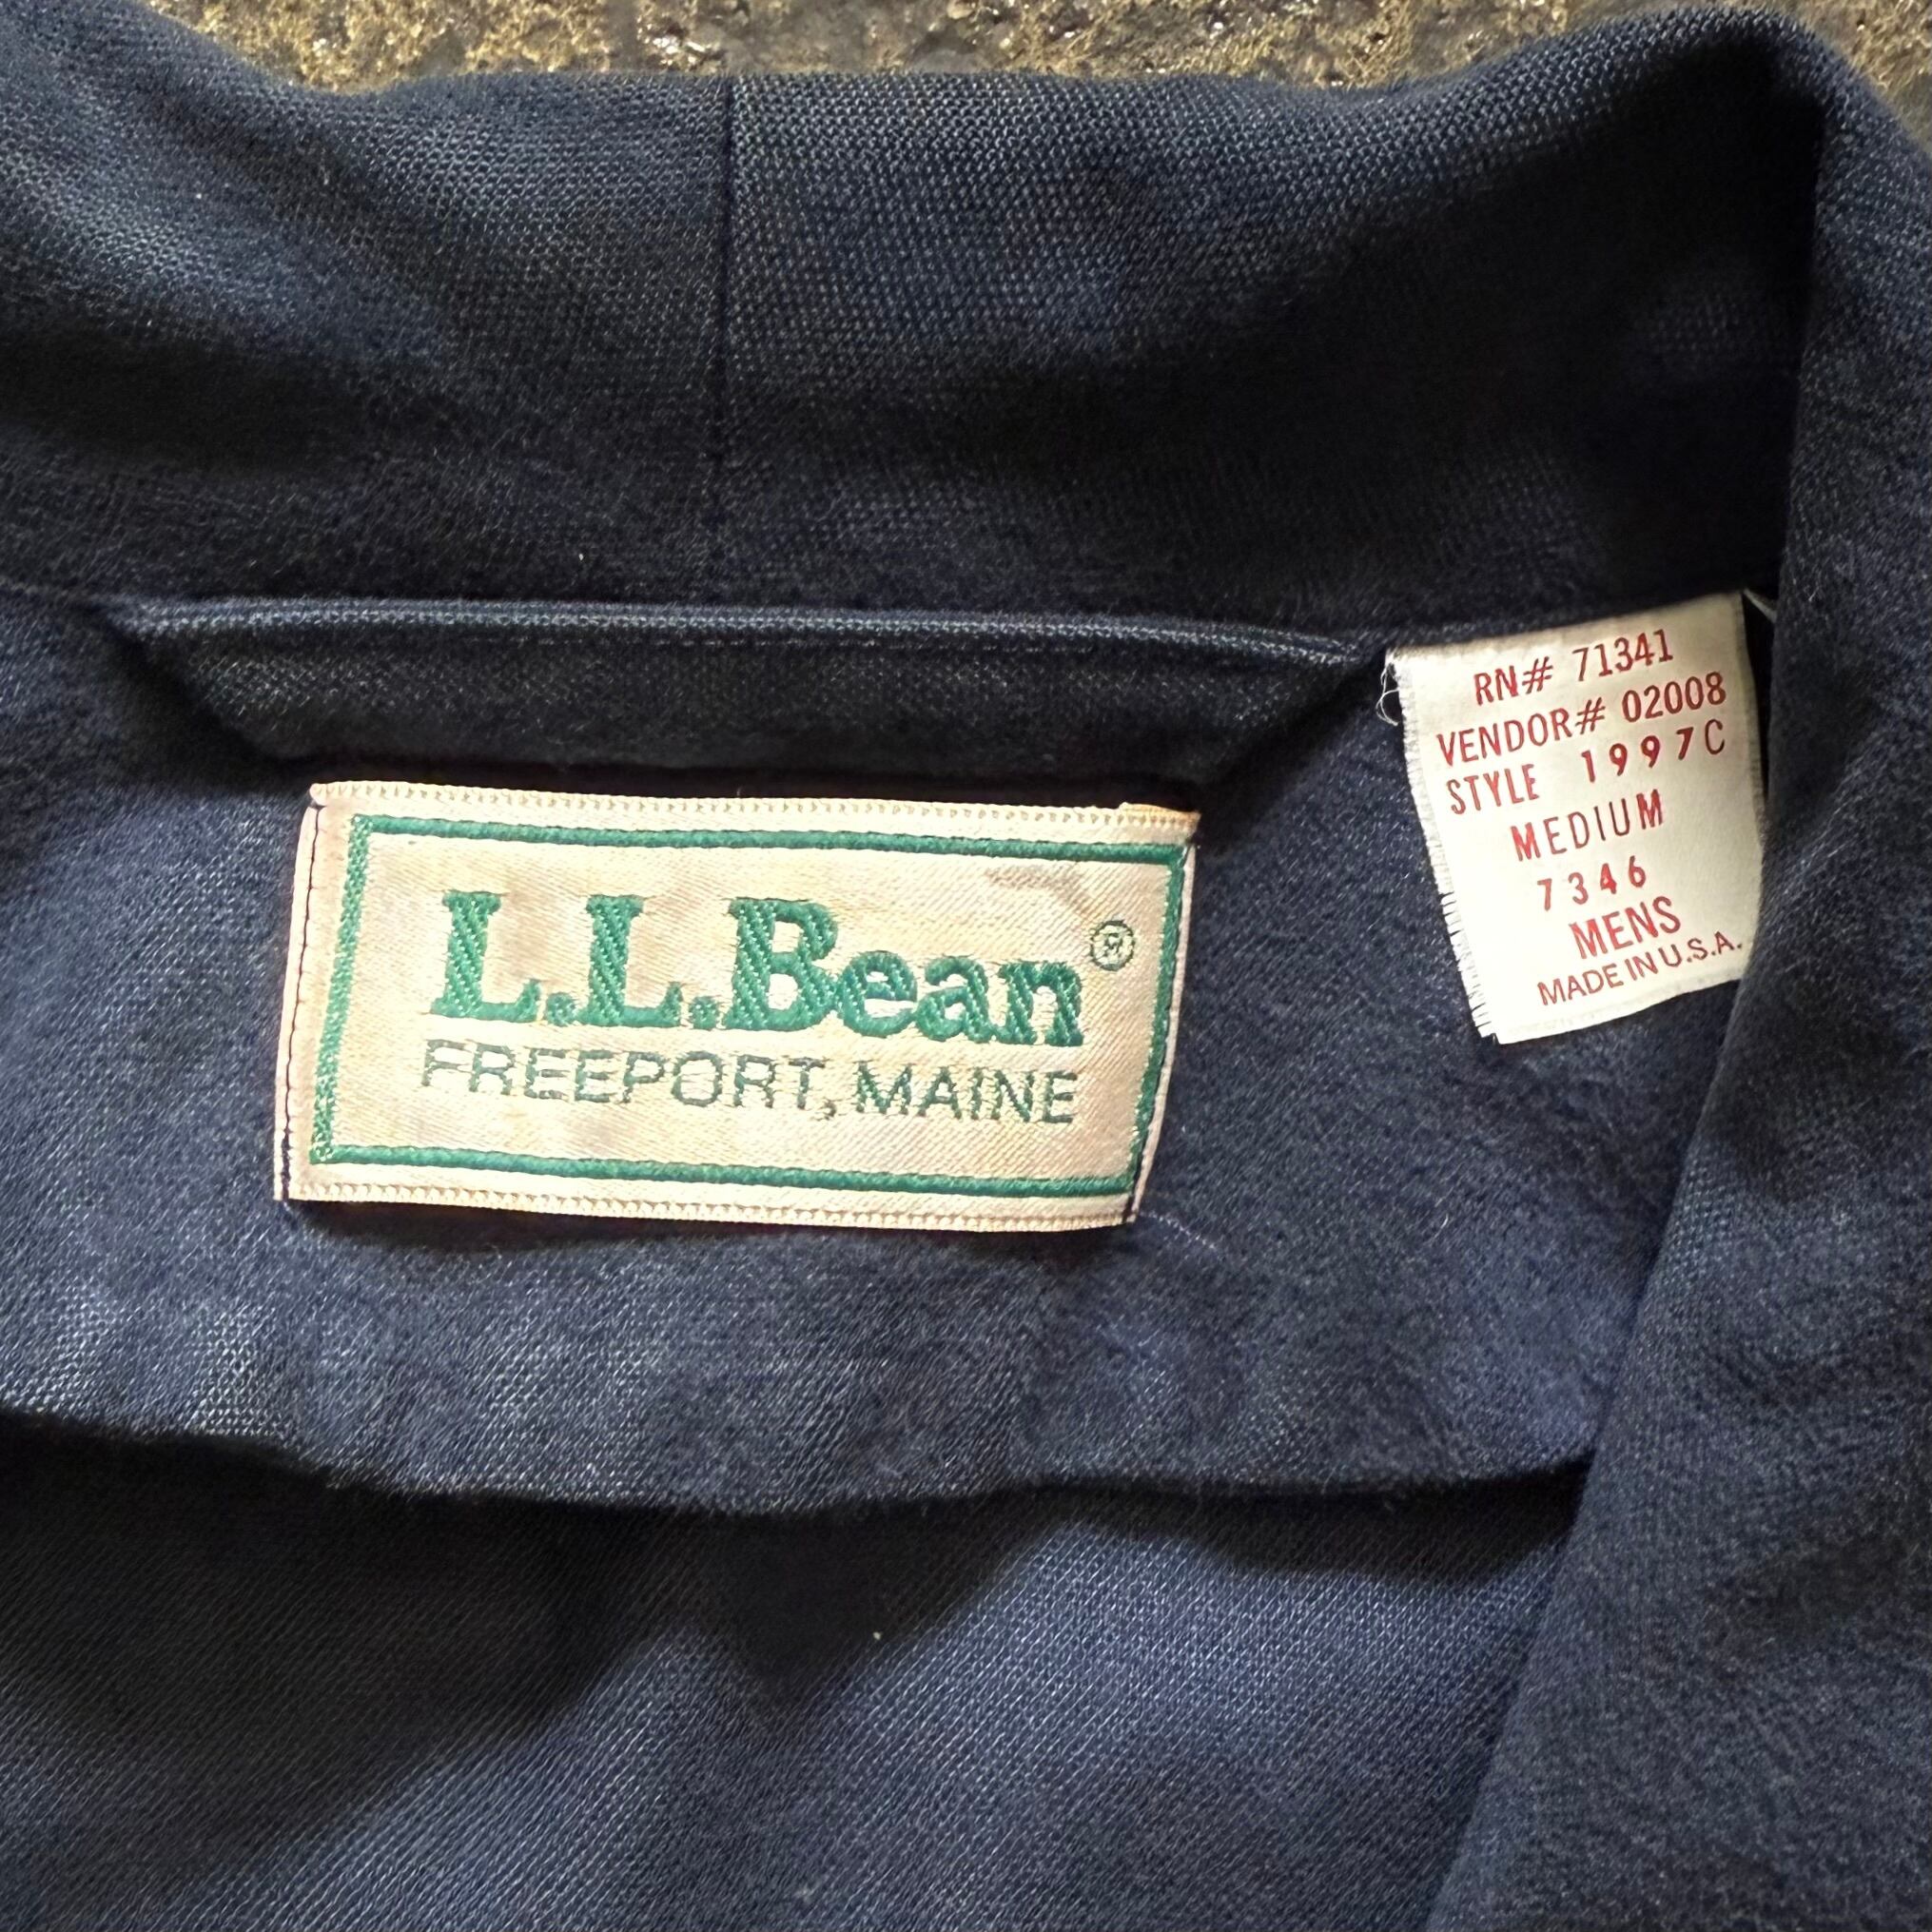 L.L.Bean®
FREEPORT, MAINE
RN# 71341
VENDOR# 02008
STYLE 1997C
MEDIUM
7346
MENS
MADE IN U.S.A.